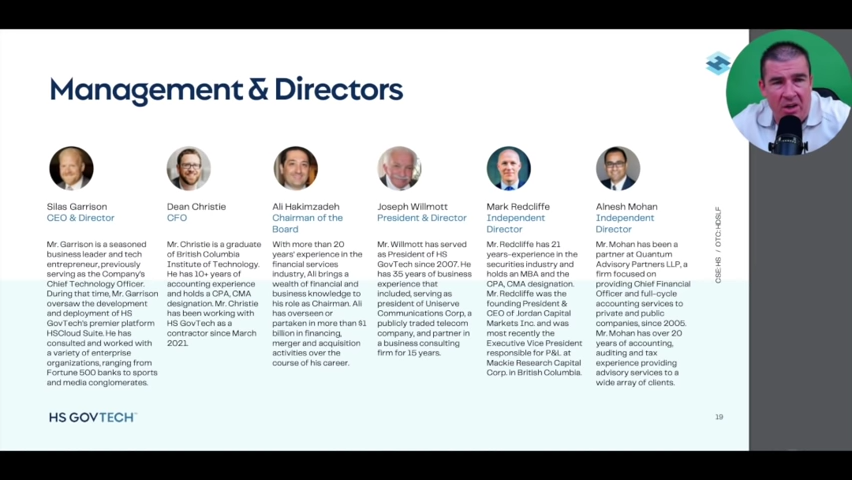 Management & Directors
Silas Garrison
CEO & Director
Mr. Garrison is a seasoned
business leader and tech
entrepreneur, previously
serving as the Company's
Chief Technology Officer.
During that time, Mr. Garrison
oversaw the development
and deployment of HS
GovTech's premier platform
HSCloud Suite. He has
consulted and worked with
a variety of enterprise
organizations, ranging from
Fortune 500 banks to sports
and media conglomerates.
Dean Christie
CFO
Mr. Christie is a graduate
of British Columbia
Institute of Technology.
He has 10+ years of
accounting experience
and holds a CPA, CMA
designation. Mr. Christie
has been working with
HS GovTech as a
contractor since March
2021.
Ali Hakimzadeh
Chairman of the
Board
With more than 20
years' experience in the
financial services
industry, Ali brings a
wealth of financial and
business knowledge to
his role as Chairman. Ali
has overseen or
partaken in more than $1
billion in financing,
merger and acquisition
activities over the
course of his career.
Joseph Willmott
President & Director
Mr. Willmott has served
as President of HS
GovTech since 2007. He
has 35 years of business
experience that
included, serving as
president of Uniserve
Communications Corp, a
publicly traded telecom
company, and partner in
a business consulting
firm for 15 years.
Mark Redcliffe
Independent
Director
Mr. Redcliffe has 21
years-experience in the
securities industry and
holds an MBA and the
CPA, CMA designation.
Mr. Redcliffe was the
founding President &
CEO of Jordan Capital
Markets Inc. and was
most recently the
Executive Vice President
responsible for P&L at
Mackie Research Capital
Corp. in British Columbia.
Alnesh Mohan
Independent
Director
Mr. Mohan has been a
partner at Quantum
Advisory Partners LLP, a
firm focused on
providing Chief Financial
Officer and full-cycle
accounting services to
private and public
companies, since 2005.
Mr. Mohan has over 20
years of accounting,
auditing and tax
experience providing
advisory services to a
wide array of clients.
CSE:HS / OTC:HDSLF
HS GOVTECH™
19